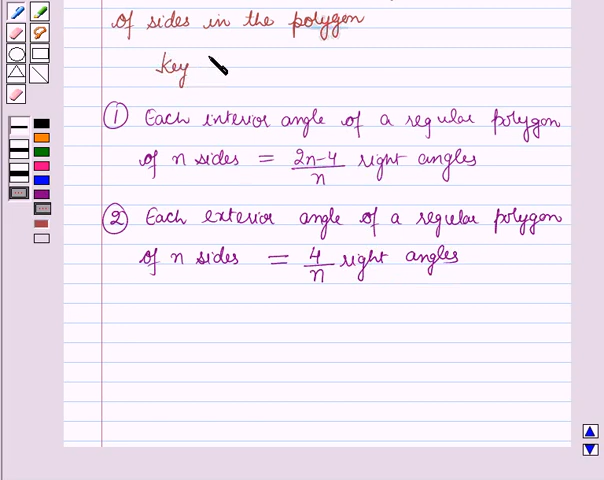 of sides in the polygon
Key
① Each interior angle of a regular polygon
of n sides = 2n-4/n right angles
② Each exterior angle of a regular polygon
of n sides = 4/n right angles